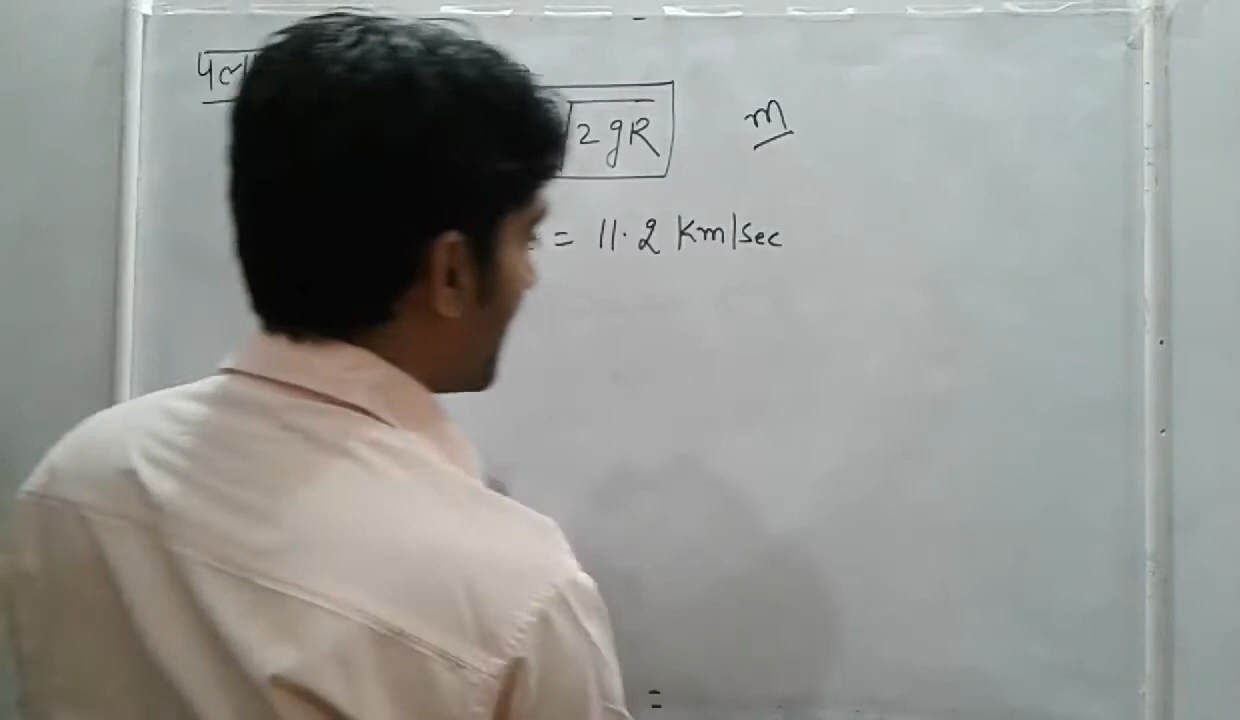 √2gR m
= 11.2 Km/sec